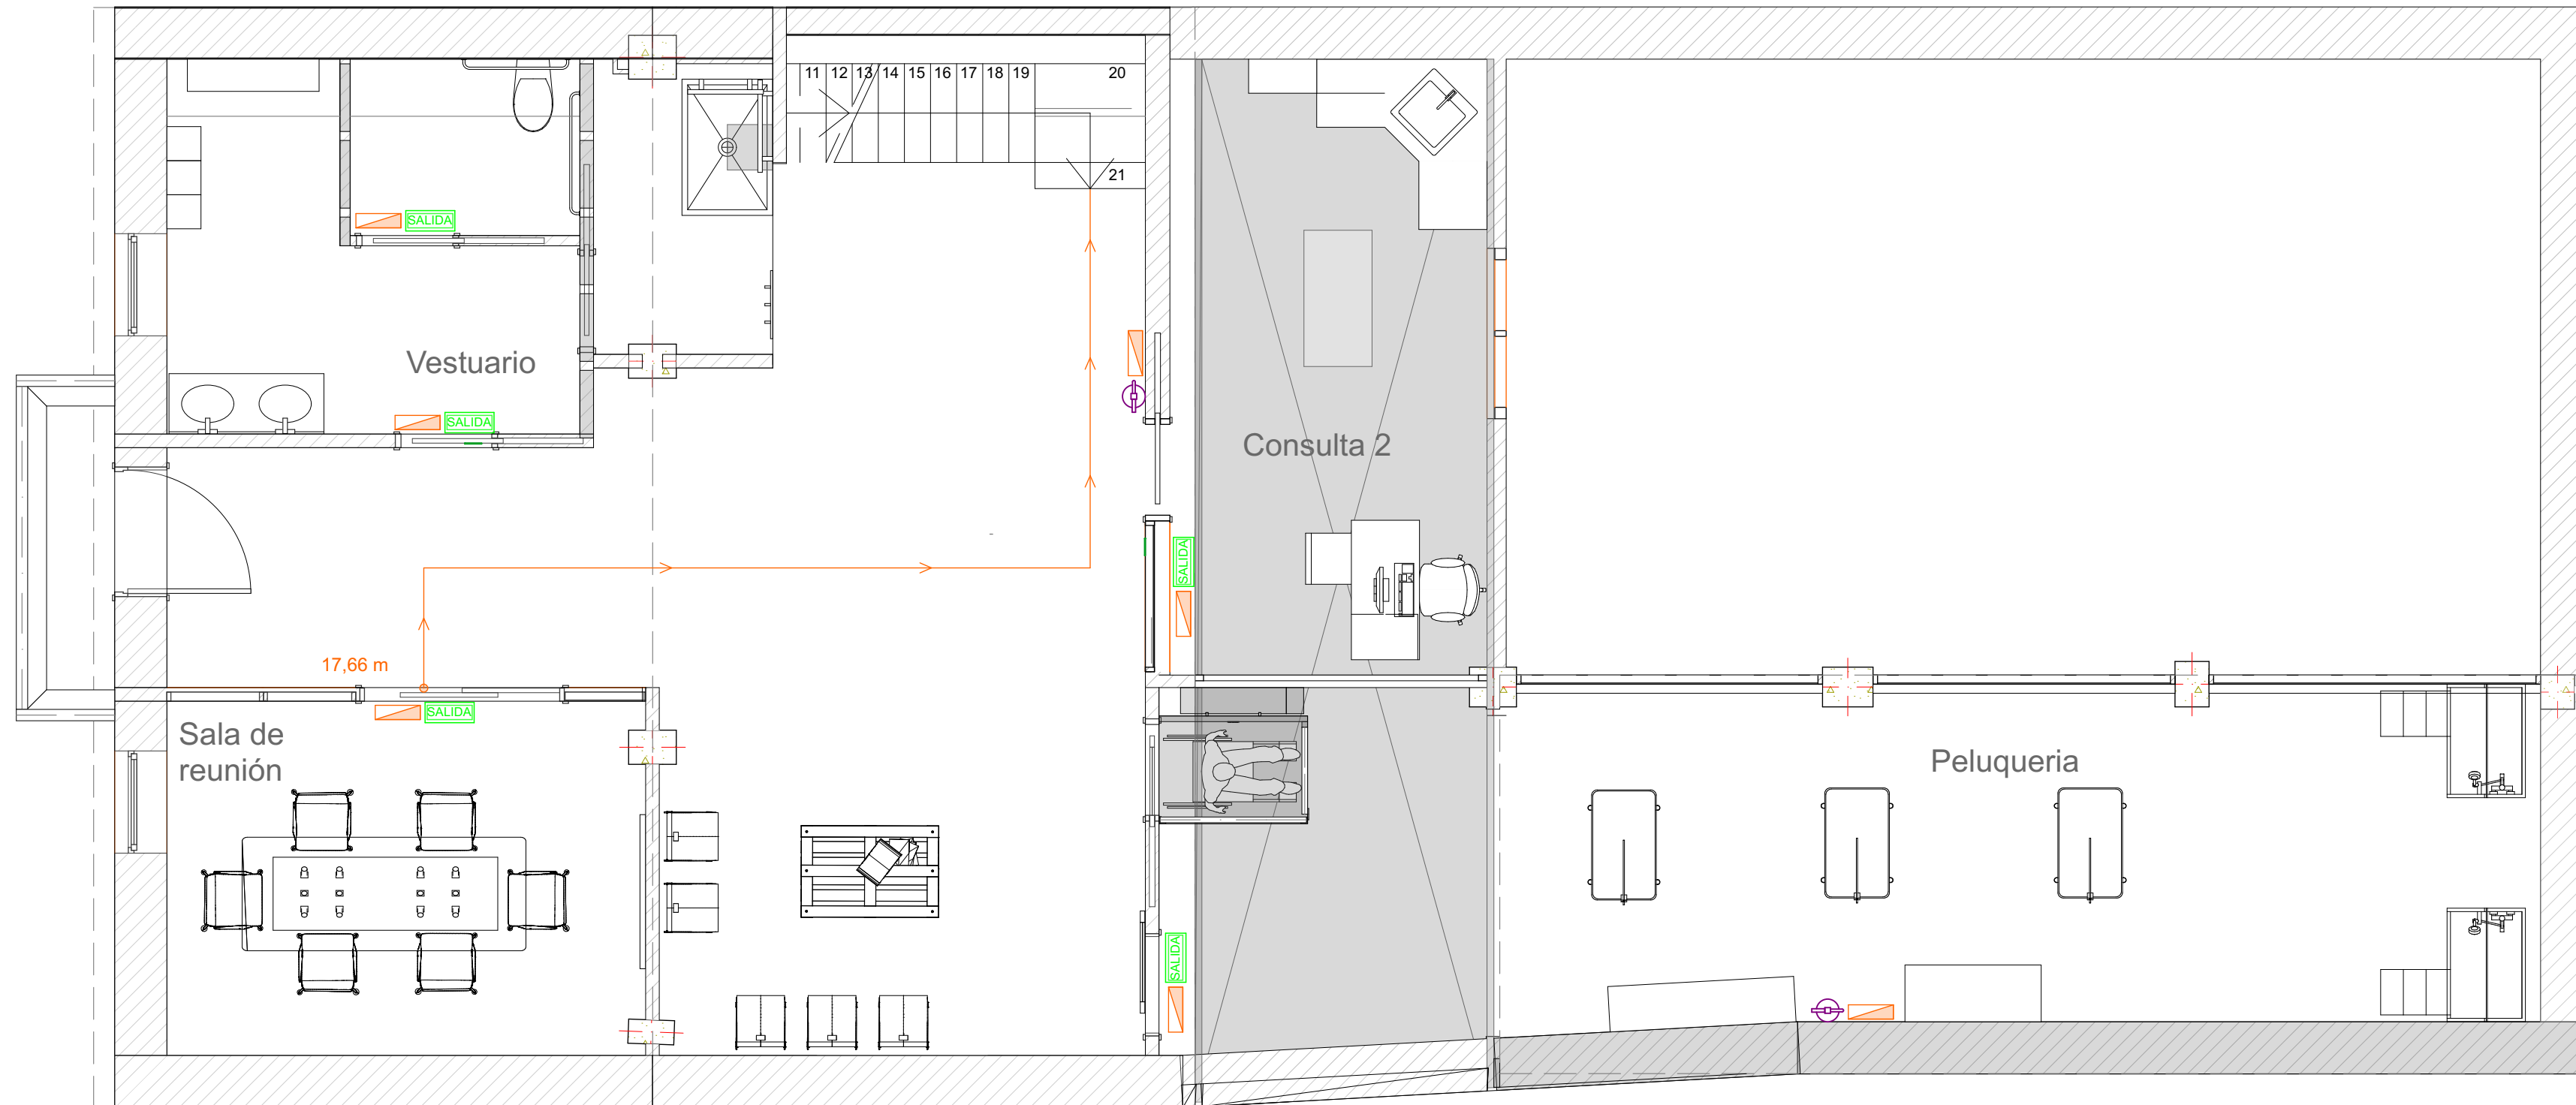 11 12 13 14 15 16 17 18 19 20
21
SALIDA
Vestuario
SALIDA
Consulta 2
SALIDA
17,66 m
SALIDA
Sala de
reunión
Peluqueria
SALIDA